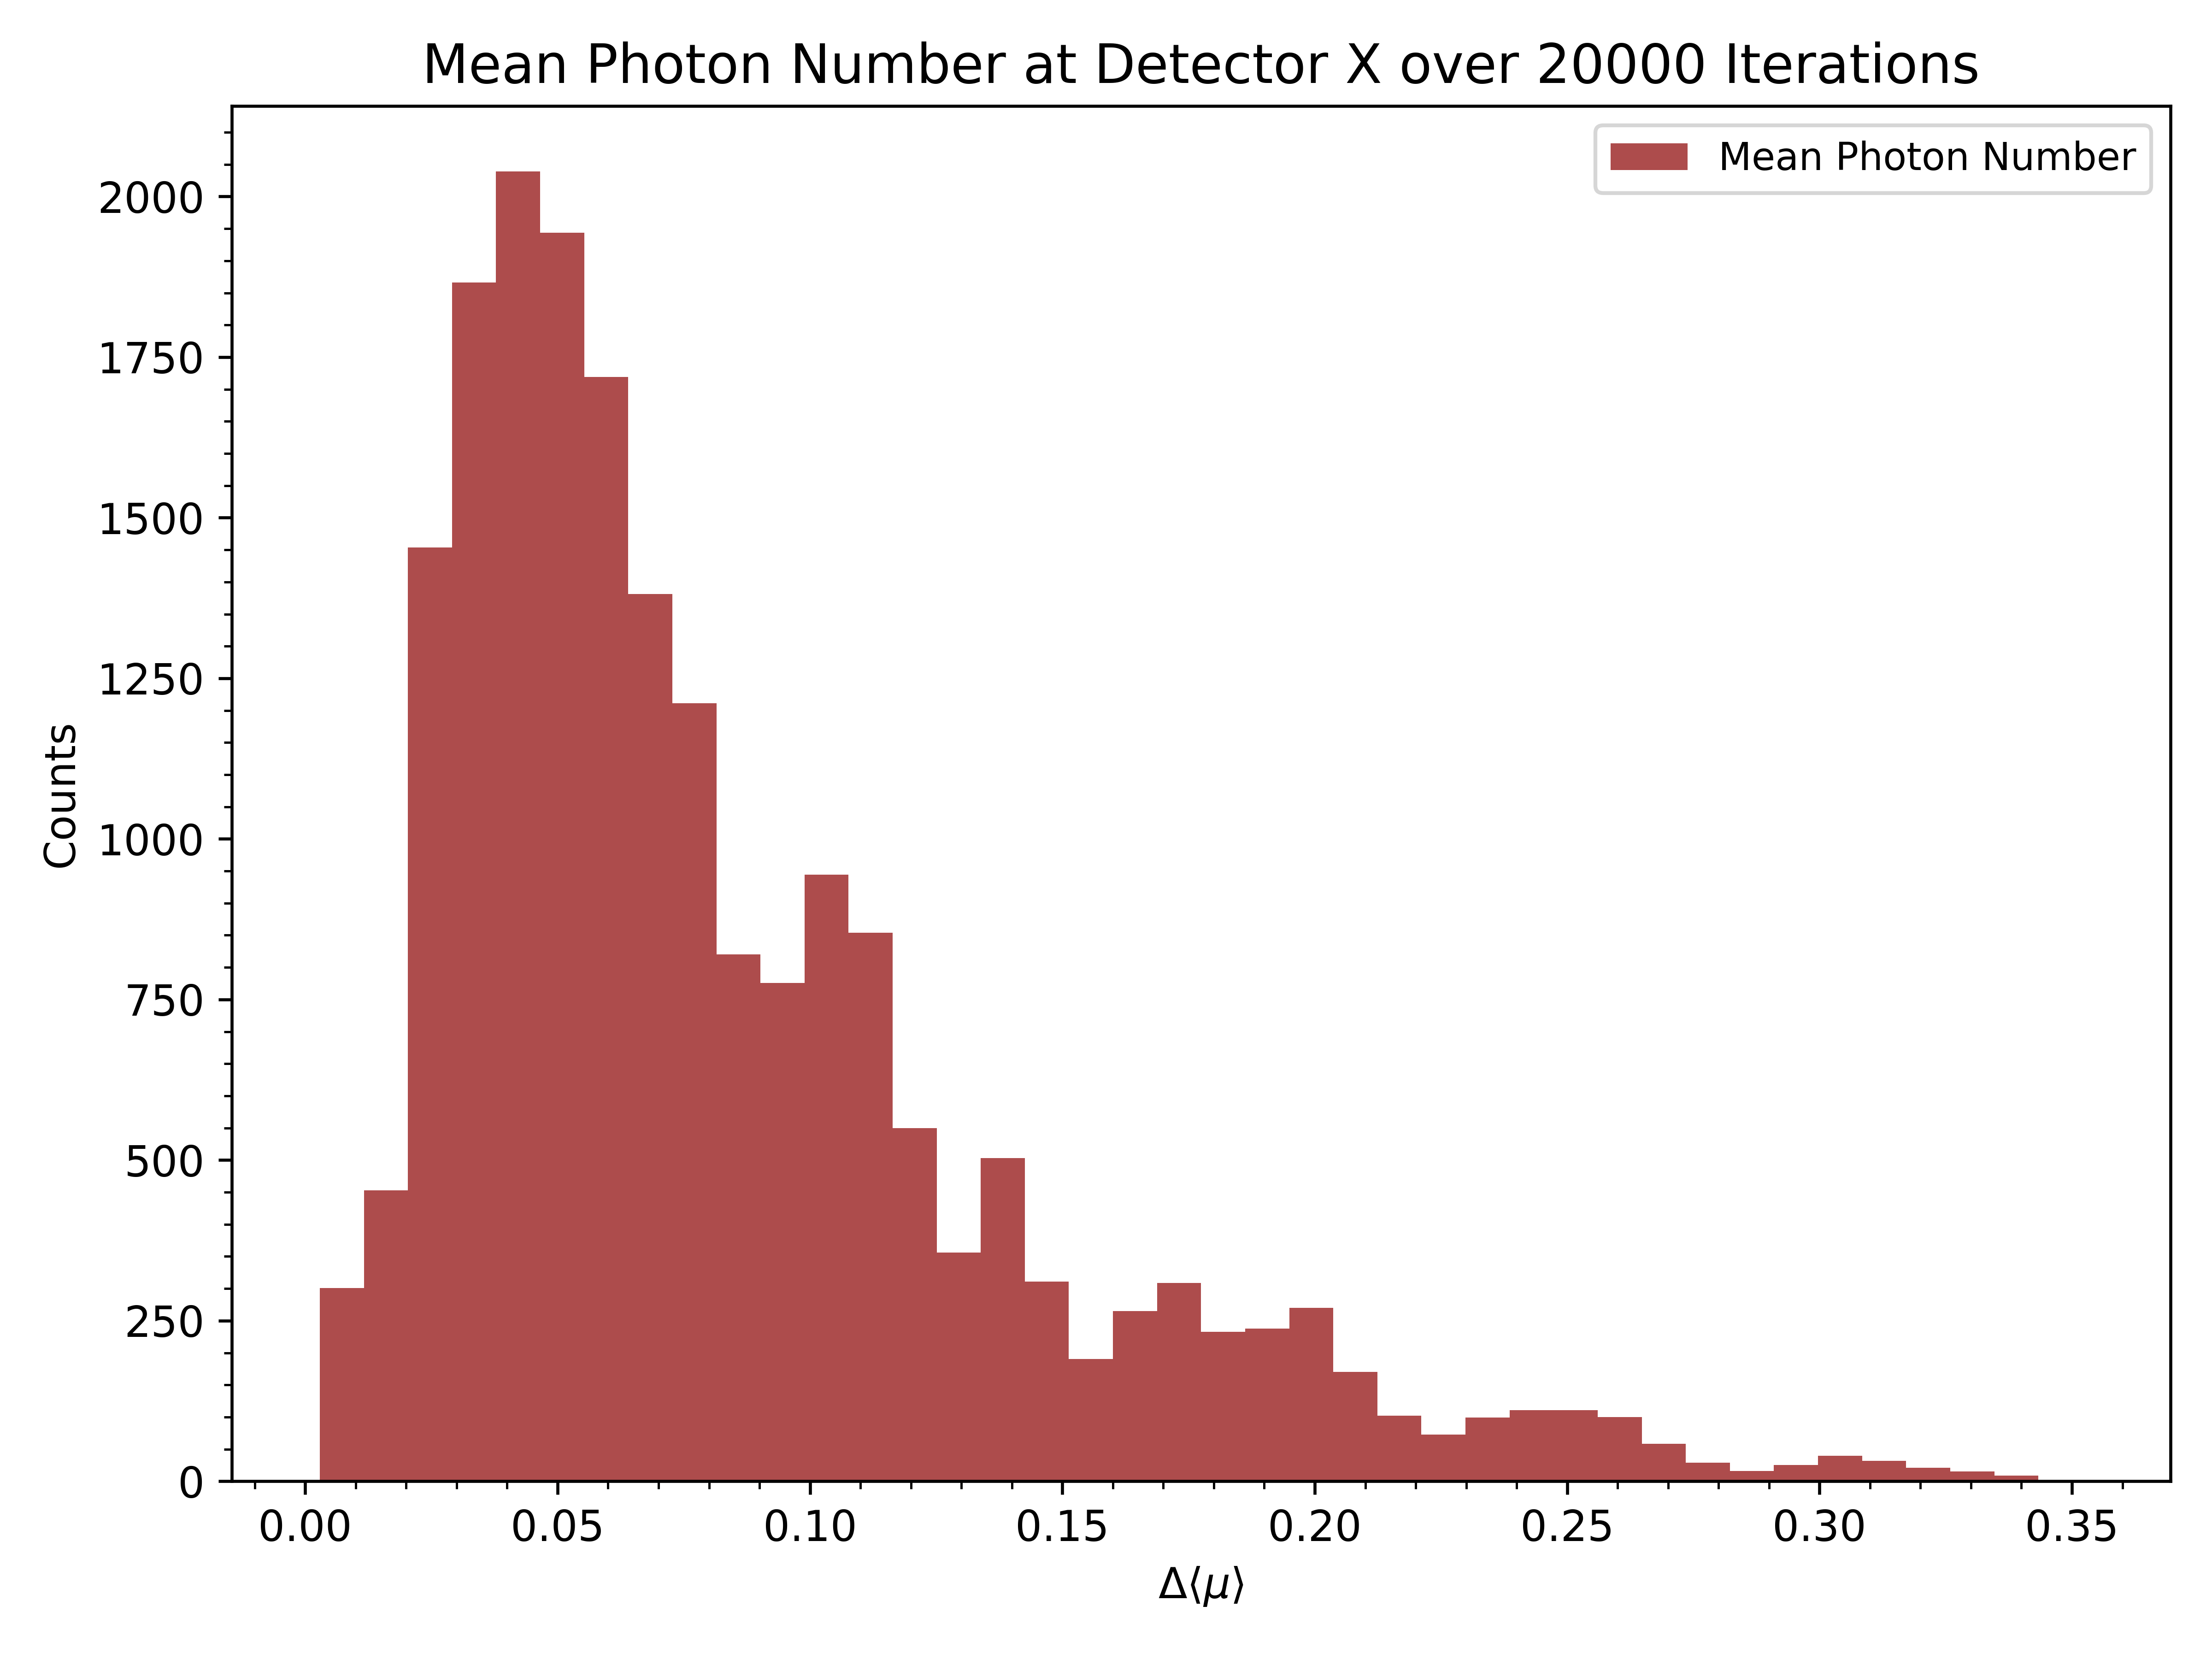 Mean Photon Number at Detector X over 20000 Iterations
Mean Photon Number
2000
1750
1500
1250
1000
750
500
250
0
Counts
0.00 0.05 0.10 0.15 0.20 0.25 0.30 0.35
Δ⟨μ⟩